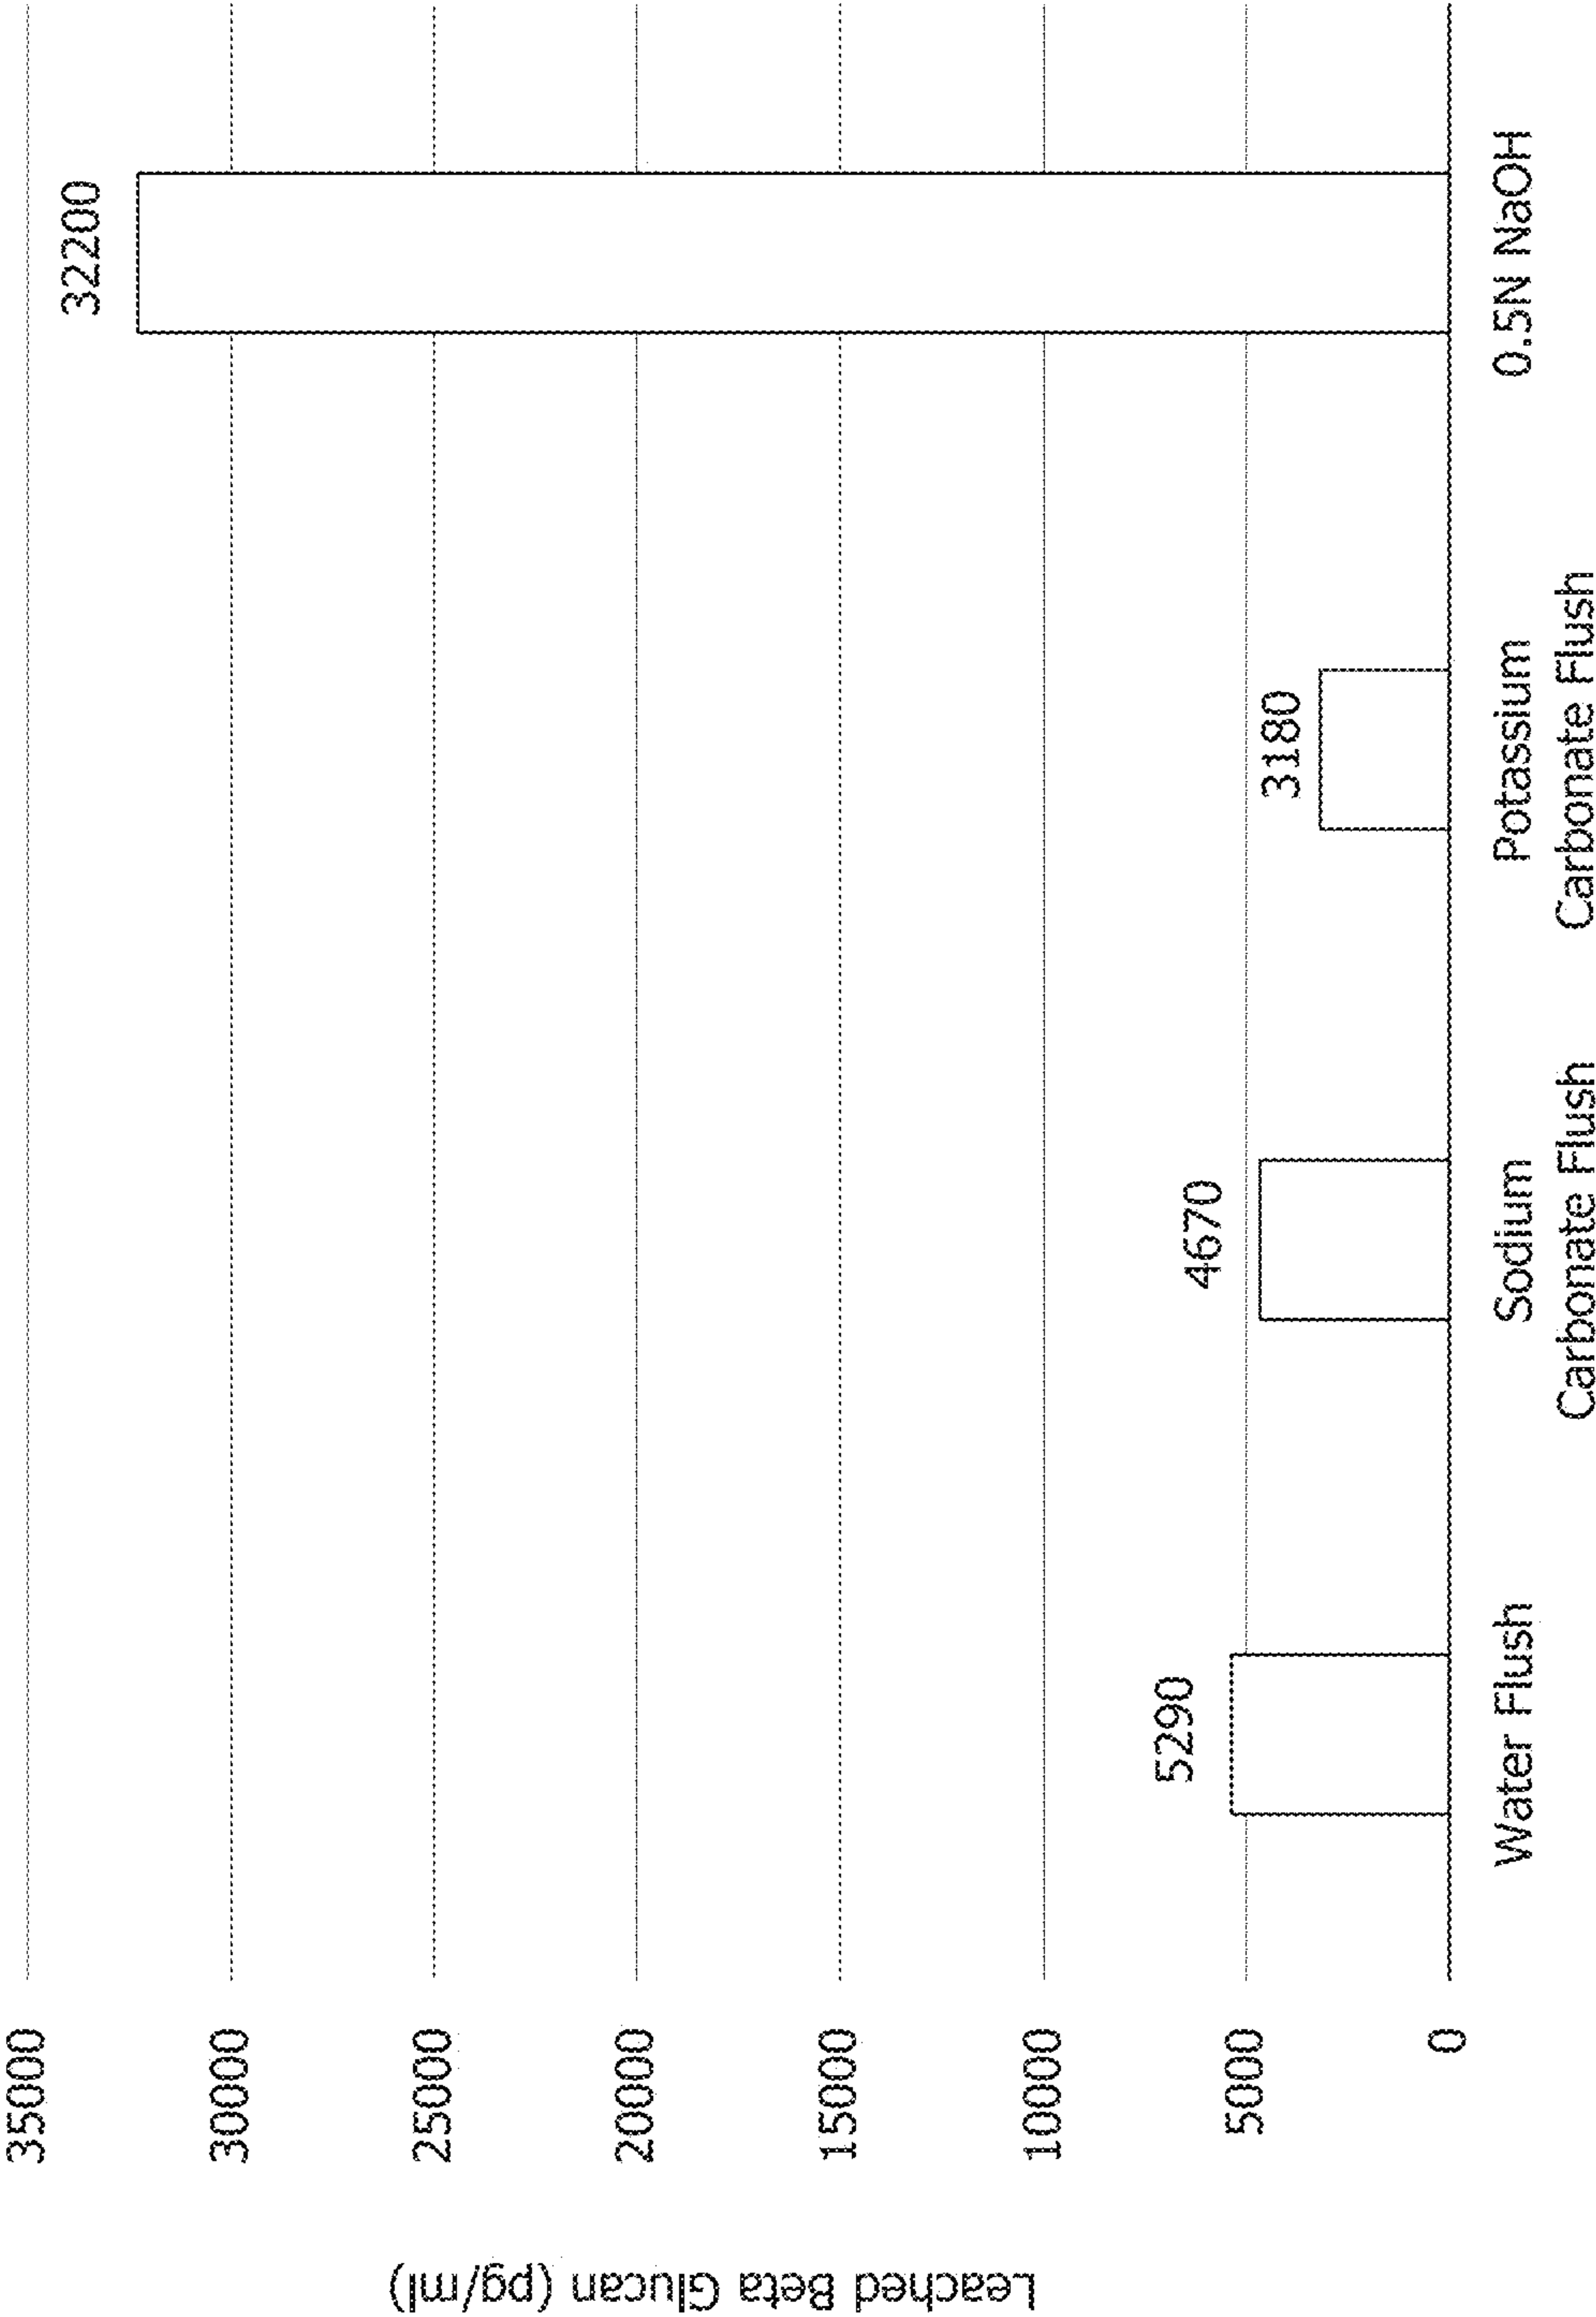 Leached Beta Glucan (pg/ml)
35000
30000
25000
20000
15000
10000
5000
0
5290
4670
3180
32200
Water Flush
Sodium
Carbonate Flush
Potassium
Carbonate Flush
0.5N NaOH